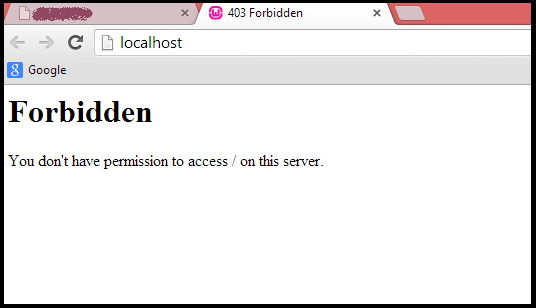 403 Forbidden
localhost
Google
Forbidden
You don't have permission to access / on this server.